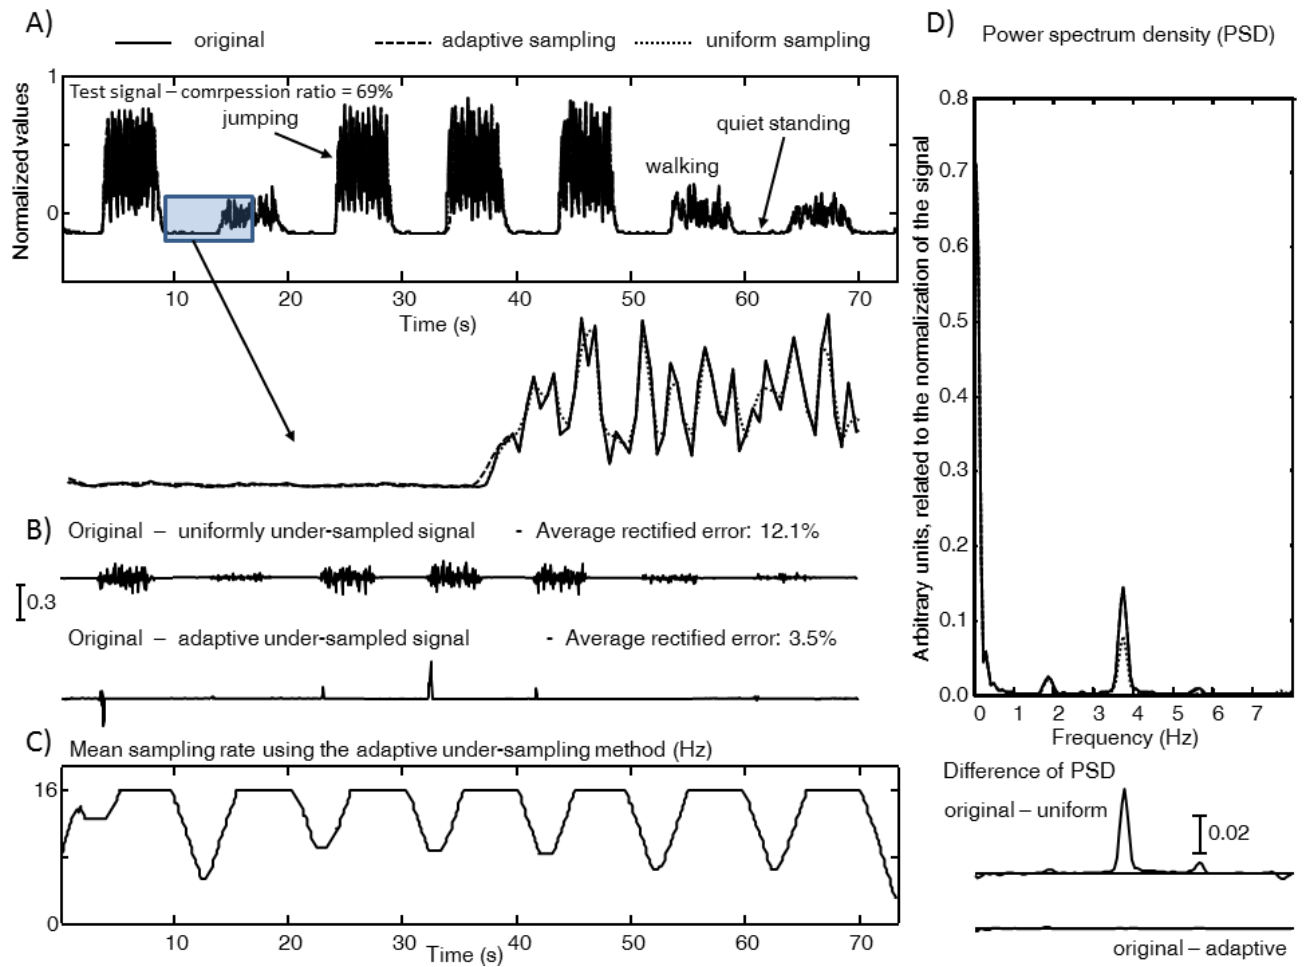 A)
original
adaptive sampling
uniform sampling
Normalized values
1
0
Test signal – comrpession ratio = 69%
jumping
walking
quiet standing
10 20 30 40 50 60 70
Time (s)
B)
Original – uniformly under-sampled signal - Average rectified error: 12.1%
0.3
Original – adaptive under-sampled signal - Average rectified error: 3.5%
C)
Mean sampling rate using the adaptive under-sampling method (Hz)
16
0
10 20 30 40 50 60 70
Time (s)
D)
Power spectrum density (PSD)
Arbitrary units, related to the normalization of the signal
0.8
0.7
0.6
0.5
0.4
0.3
0.2
0.1
0.0
0 1 2 3 4 5 6 7
Frequency (Hz)
Difference of PSD
original – uniform
0.02
original – adaptive